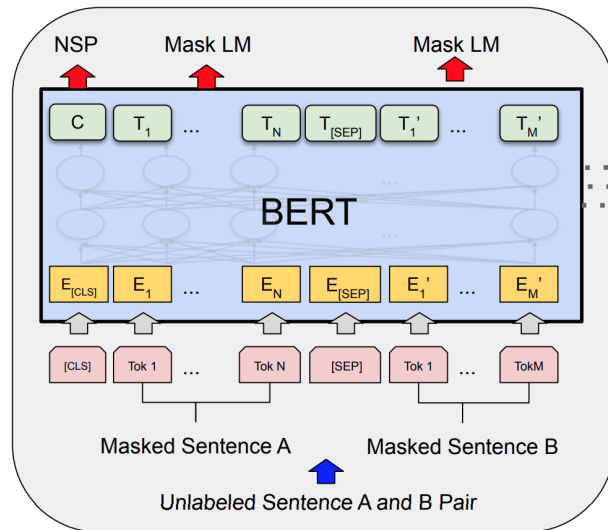 NSP Mask LM Mask LM
C T1 ... TN T[SEP] T1' ... TM'
...
BERT
...
E[CLS] E1 ... EN E[SEP] E1' ... EM'
[CLS] Tok 1 ... Tok N [SEP] Tok 1 ... TokM
Masked Sentence A Masked Sentence B
Unlabeled Sentence A and B Pair